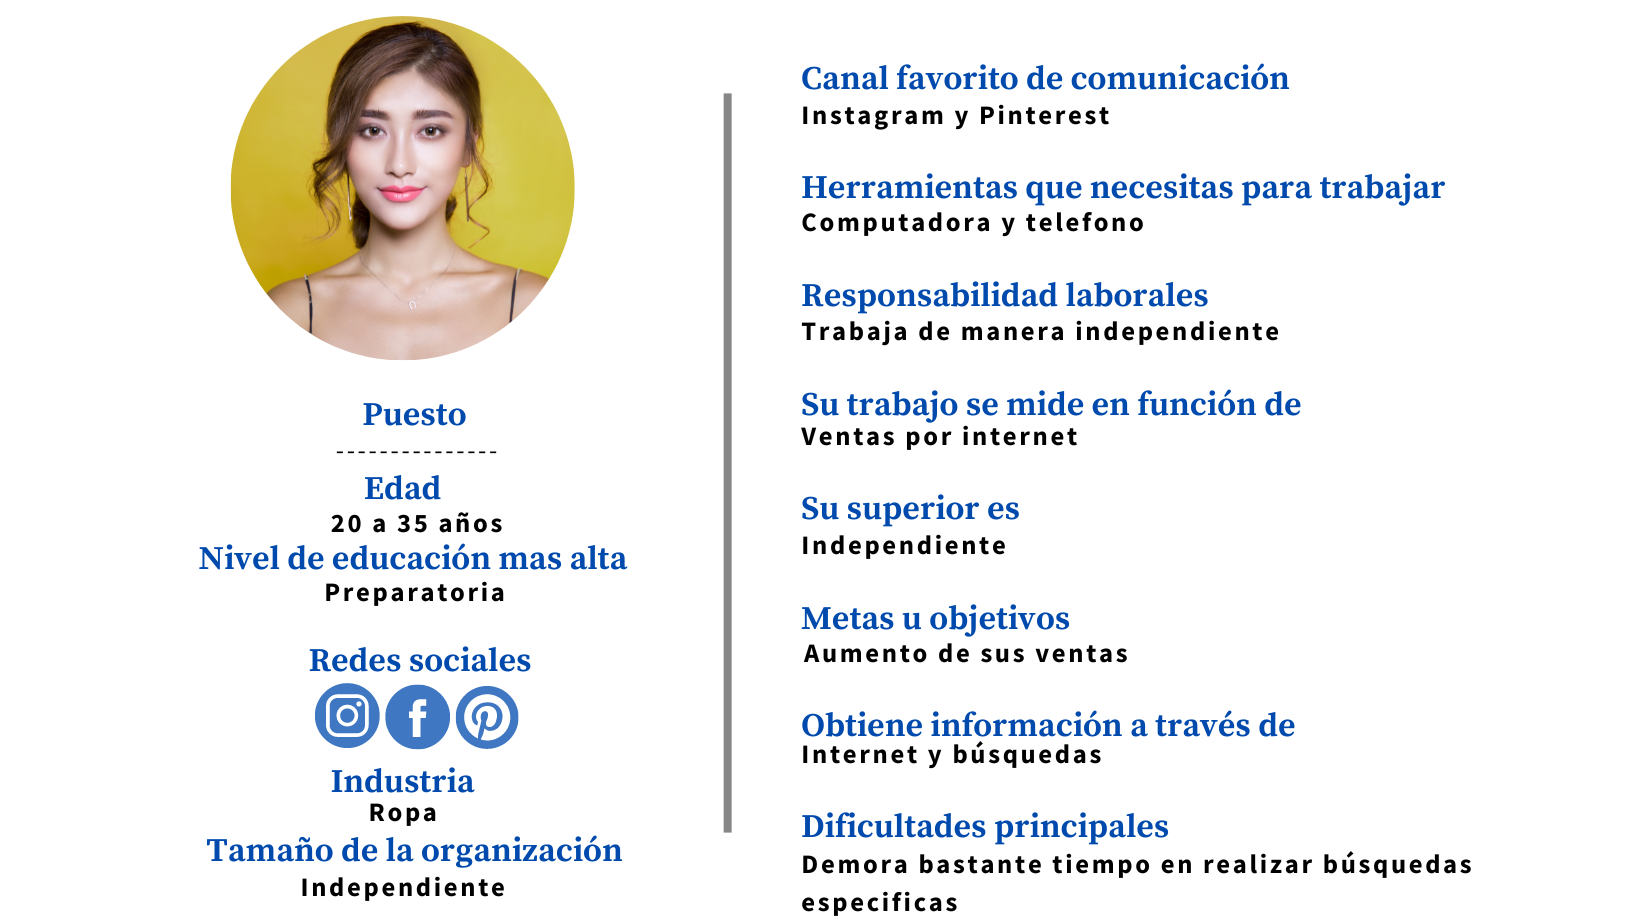 Puesto
---------------
Edad
20 a 35 años
Nivel de educación mas alta
Preparatoria
Redes sociales
Industria
Ropa
Tamaño de la organización
Independiente
Canal favorito de comunicación
Instagram y Pinterest
Herramientas que necesitas para trabajar
Computadora y telefono
Responsabilidad laborales
Trabaja de manera independiente
Su trabajo se mide en función de
Ventas por internet
Su superior es
Independiente
Metas u objetivos
Aumento de sus ventas
Obtiene información a través de
Internet y búsquedas
Dificultades principales
Demora bastante tiempo en realizar búsquedas
especificas